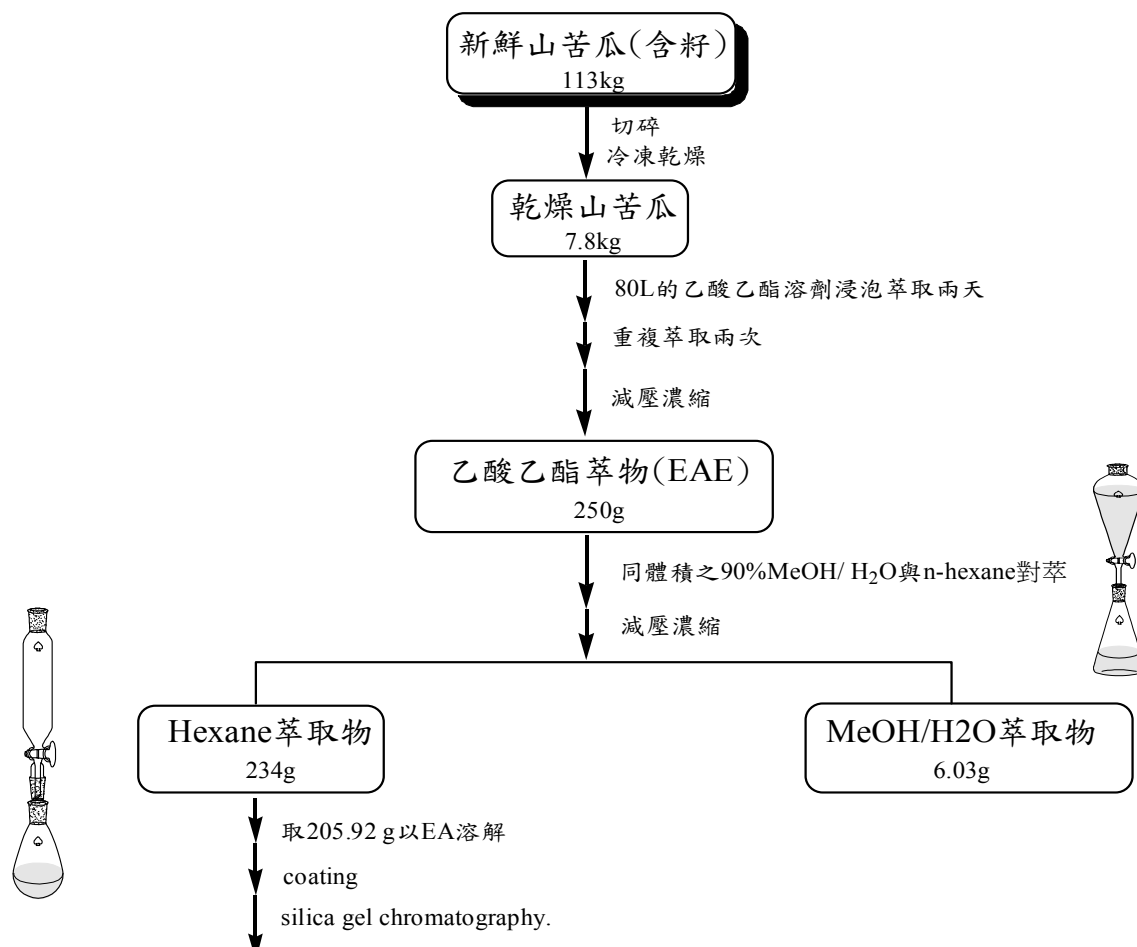 新鮮山苦瓜(含籽)
113kg
切碎
冷凍乾燥
乾燥山苦瓜
7.8kg
80L的乙酸乙酯溶劑浸泡萃取兩天
重複萃取兩次
減壓濃縮
乙酸乙酯萃物(EAE)
250g
同體積之90%MeOH/ H₂O與n-hexane對萃
減壓濃縮
Hexane萃取物
234g
MeOH/H2O萃取物
6.03g
取205.92 g以EA溶解
coating
silica gel chromatography.